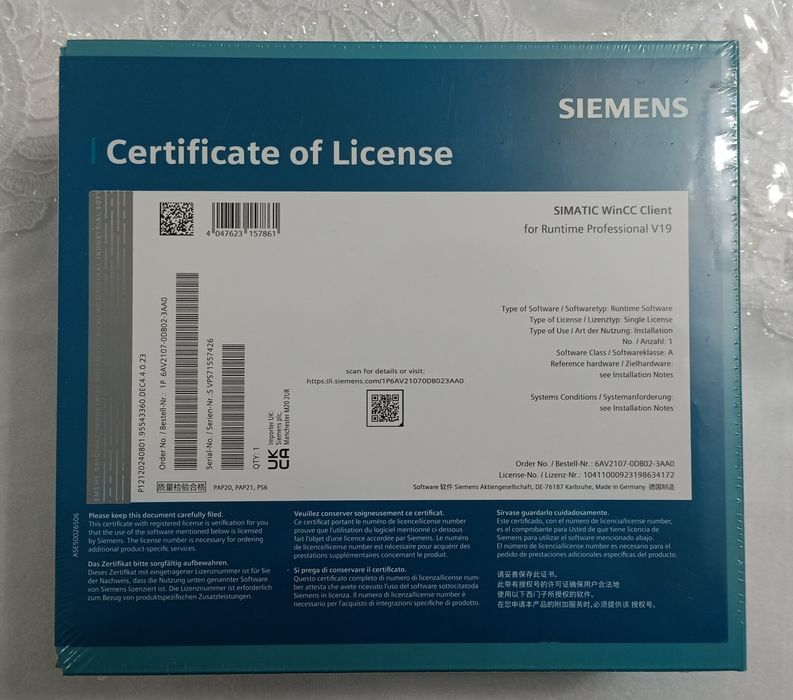 SIEMENS
Certificate of License
4 047623 157861
SIMATIC WinCC Client
for Runtime Professional V19
Type of Software / Softwaretyp: Runtime Software
Type of License / Lizenztyp: Single License
Type of Use / Art der Nutzung: Installation
No. / Anzahl: 1
Software Class / Softwareklasse: A
Reference hardware / Zielhardware:
see Installation Notes
Systems Conditions / Systemanforderung:
see Installation Notes
scan for details or visit:
https://i.siemens.com/1P6AV21070DB023AA0
P12120240801.95543360.DEC4.4.0.23
Order No. / Bestell-Nr.: 1P 6AV2107-0DB02-3AA0
Serial-No. / Serien-Nr.:S VPS71557426
QTY: 1
UK
CA
Importer UK:
Siemens plc,
Manchester M20 2UR
Order No. / Bestell-Nr.: 6AV2107-0DB02-3AA0
License-No. / Lizenz-Nr.: 10411000923198634172
质量检验合格
PAP20, PAP21, PS6
Software 软件 Siemens Aktiengesellschaft, DE-76187 Karlsruhe, Made in Germany 德国制造
A5E50026506
Please keep this document carefully filed.
This certificate with registered license is verification for you
that the use of the software mentioned below is licensed
by Siemens. The license number is necessary for ordering
additional product-specific services.
Das Zertifikat bitte sorgfältig aufbewahren.
Dieses Zertifikat mit eingetragener Lizenznummer ist für Sie
der Nachweis, dass die Nutzung unten genannter Software
von Siemens lizenziert ist. Die Lizenznummer ist erforderlich
zum Bezug von produktspezifischen Zusatzleistungen.
Veuillez conserver soigneusement ce certificat.
Ce certificat portant le numéro de licence/license number
prouve que l'utilisation du logiciel mentionné ci-dessous
fait l'objet d'une licence accordée par Siemens. Le numéro
de licence/license number est nécessaire pour acquérir des
prestations supplémentaires concernant le produit.
Si prega di conservare il certificato.
Questo certificato completo di numero di licenza/license num-
ber attesta che avete ricevuto l'uso del software sottocitato
da Siemens in licenza. Il numero di licenza/license number è
necessario per l'acquisto di integrazioni specifiche di prodotto.
Sírvase guardarlo cuidadosamente.
Este certificado, con el número de licencia/license number,
es el comprobante para Usted de que tiene licencia de
Siemens para utilizar el software mencionado abajo.
El número de licencia/license number es necesario para el
pedido de prestaciones adicionales específicas del producto.
请妥善保存此证书。
此带有授权号的许可证确保用户合法地
使用以下西门子所授权的软件。
在您申请本产品的附加服务时,必须提供该 授权号。